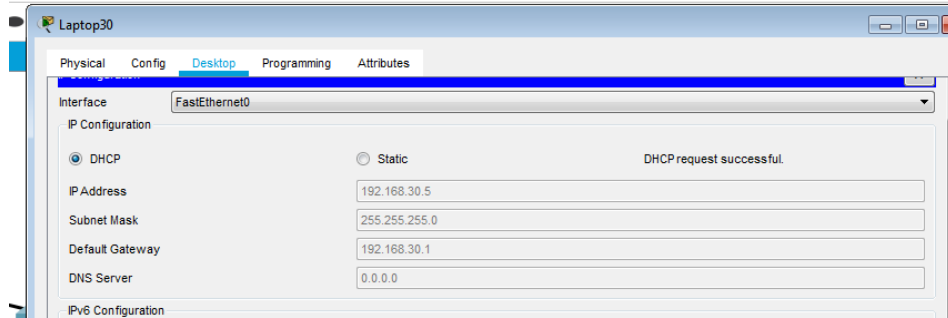 Laptop30
Physical Config Desktop Programming Attributes
IP Configuration
Interface FastEthernet0
IP Configuration
DHCP Static DHCP request successful.
IP Address 192.168.30.5
Subnet Mask 255.255.255.0
Default Gateway 192.168.30.1
DNS Server 0.0.0.0
IPv6 Configuration